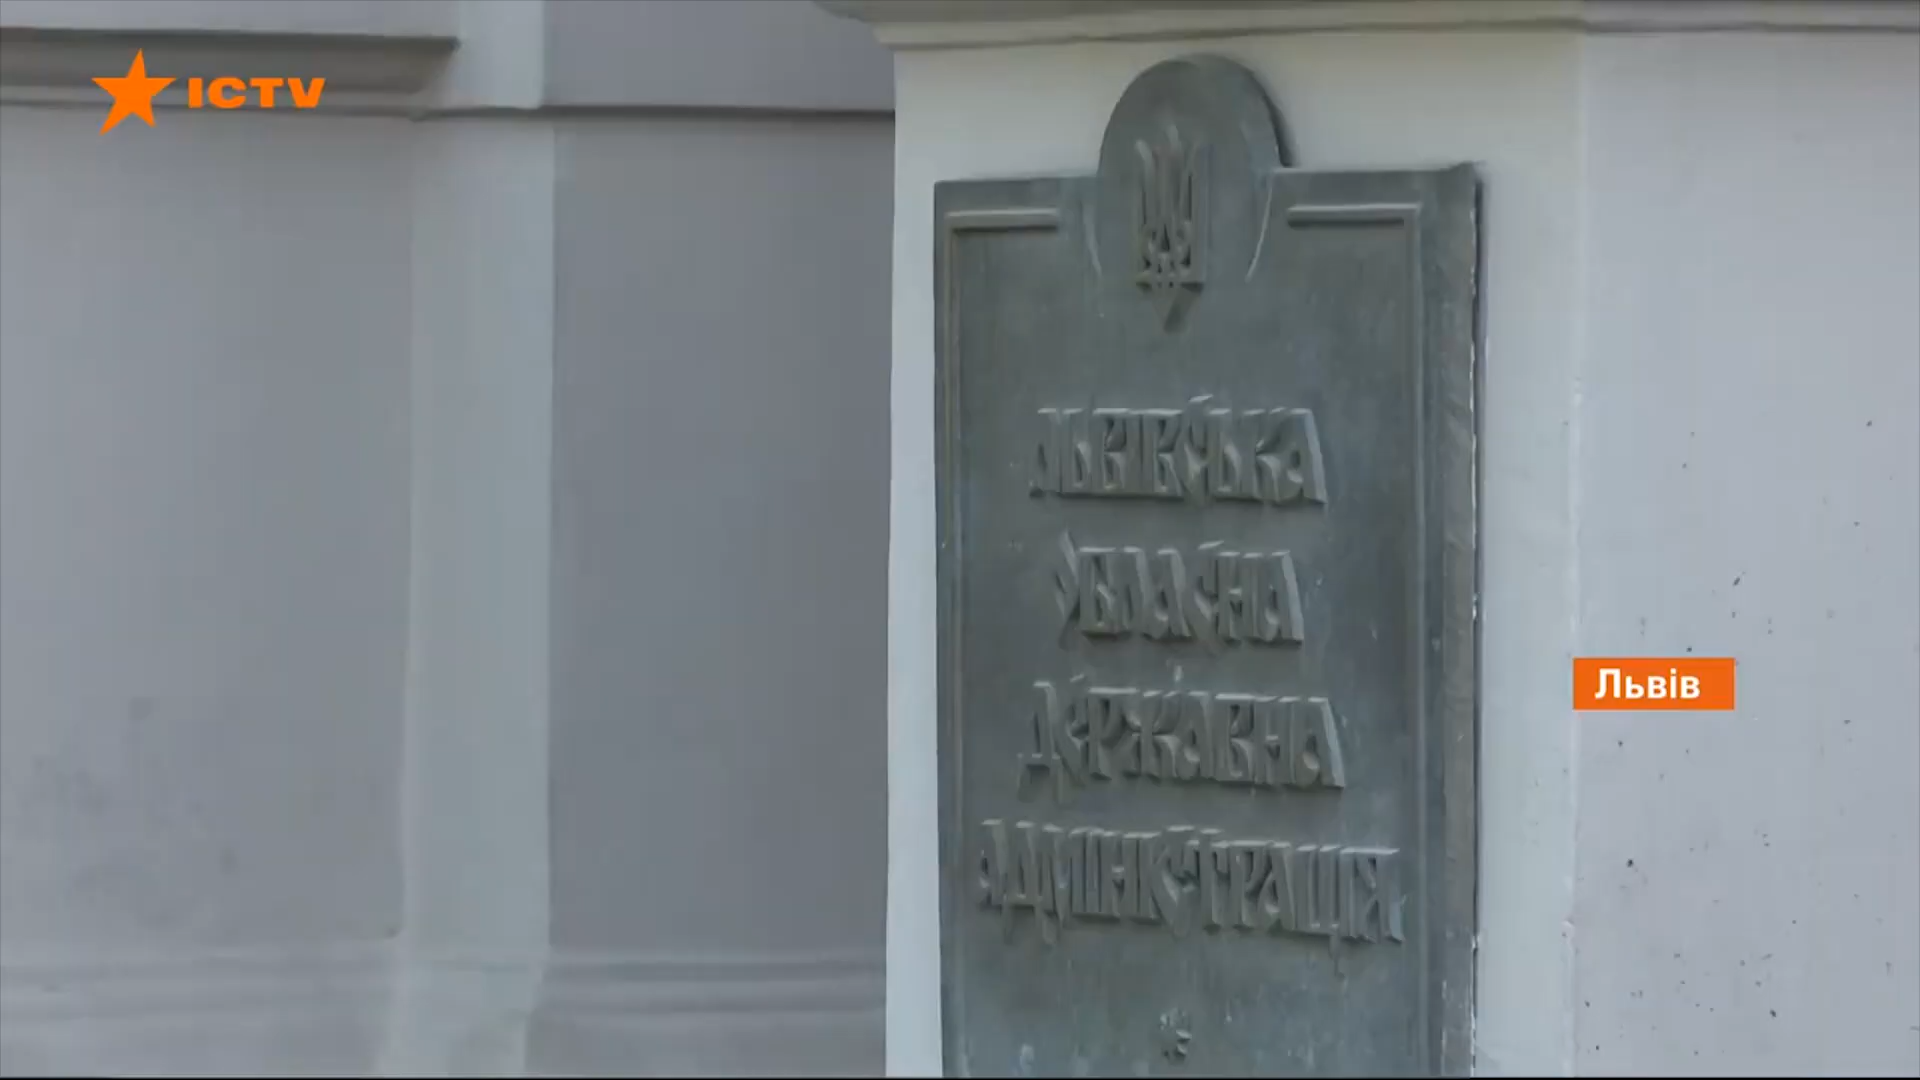 ICTV
ЛЬВІВСЬКА
ОБЛАСНА
ДЕРЖАВНА
АДМІНІСТРАЦІЯ
Львів